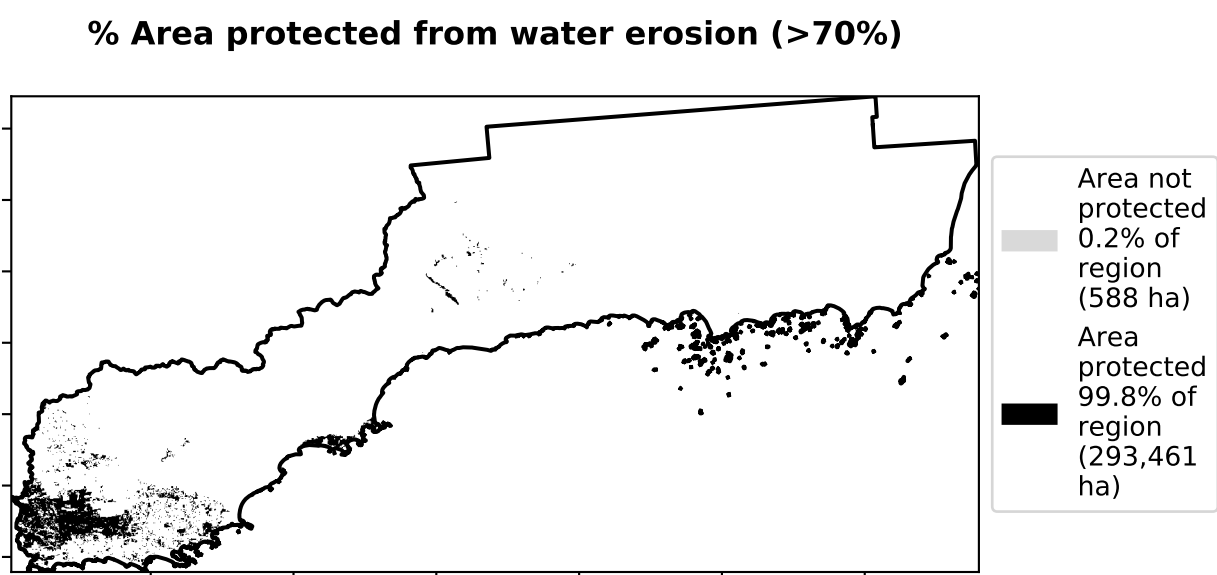 % Area protected from water erosion (>70%)
Area not
protected
0.2% of
region
(588 ha)
Area
protected
99.8% of
region
(293,461
ha)